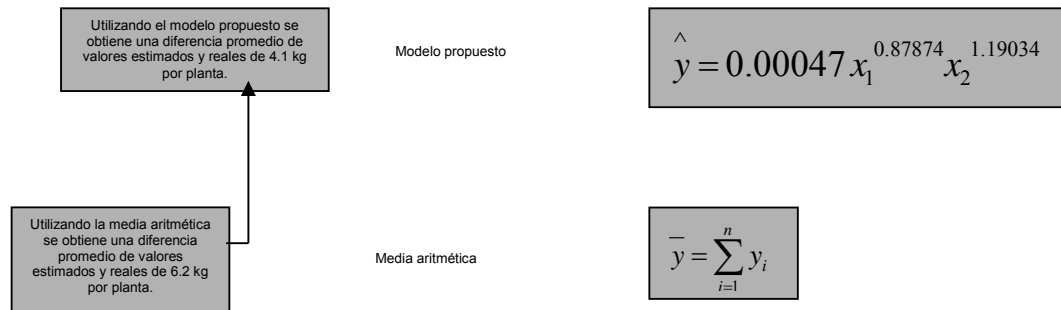 Utilizando el modelo propuesto se
obtiene una diferencia promedio de
valores estimados y reales de 4.1 kg
por planta.
Modelo propuesto
ŷ = 0.00047 x₁^0.87874 x₂^1.19034
Utilizando la media aritmética
se obtiene una diferencia
promedio de valores
estimados y reales de 6.2 kg
por planta.
Media aritmética
ȳ = ∑_{i=1}^{n} y_i